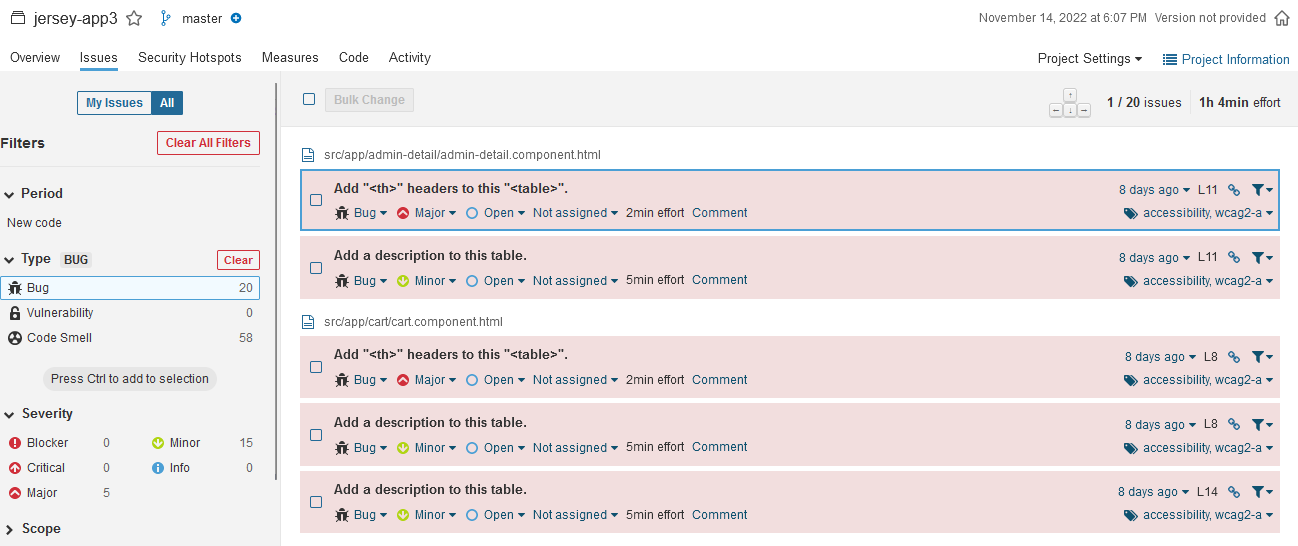 jersey-app3 master November 14, 2022 at 6:07 PM Version not provided
Overview Issues Security Hotspots Measures Code Activity Project Settings Project Information
My Issues All
Bulk Change
1 / 20 issues 1h 4min effort
Filters Clear All Filters
Period
New code
Type BUG Clear
Bug 20
Vulnerability 0
Code Smell 58
Press Ctrl to add to selection
Severity
Blocker 0 Minor 15
Critical 0 Info 0
Major 5
Scope
src/app/admin-detail/admin-detail.component.html
Add "<th>" headers to this "<table>". 8 days ago L11
Bug Major Open Not assigned 2min effort Comment accessibility, wcag2-a
Add a description to this table. 8 days ago L11
Bug Minor Open Not assigned 5min effort Comment accessibility, wcag2-a
src/app/cart/cart.component.html
Add "<th>" headers to this "<table>". 8 days ago L8
Bug Major Open Not assigned 2min effort Comment accessibility, wcag2-a
Add a description to this table. 8 days ago L8
Bug Minor Open Not assigned 5min effort Comment accessibility, wcag2-a
Add a description to this table. 8 days ago L14
Bug Minor Open Not assigned 5min effort Comment accessibility, wcag2-a